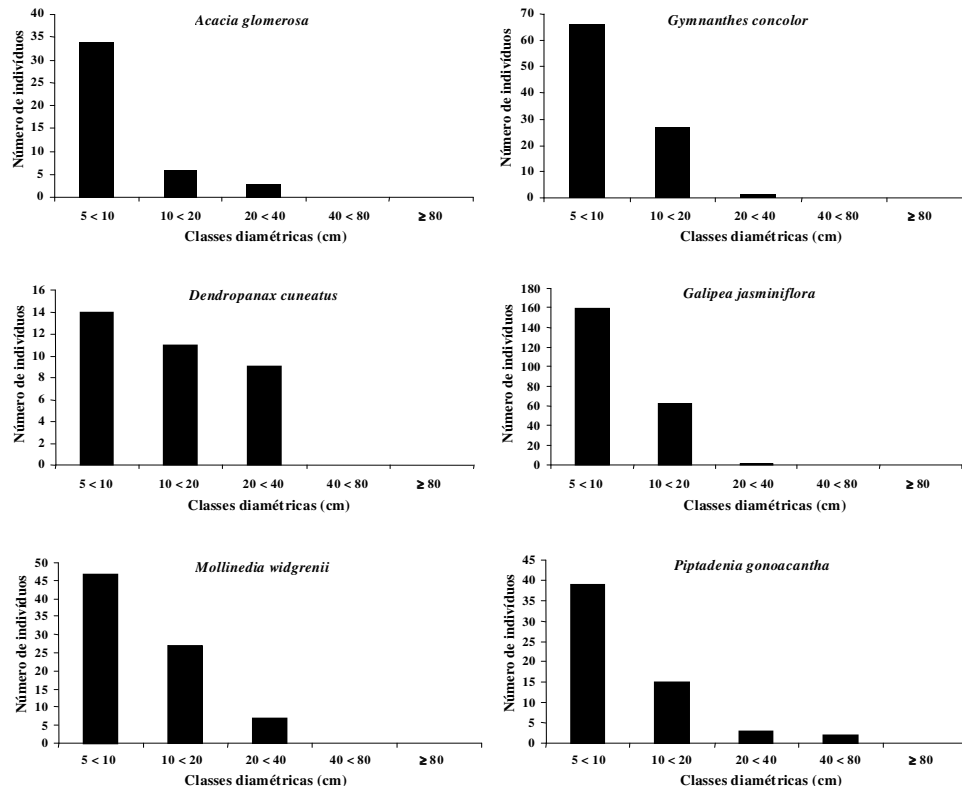 Acacia glomerosa
Número de indivíduos
40
35
30
25
20
15
10
5
0
5 < 10 10 < 20 20 < 40 40 < 80 ≥ 80
Classes diamétricas (cm)
Gymnanthes concolor
Número de indivíduos
70
60
50
40
30
20
10
0
5 < 10 10 < 20 20 < 40 40 < 80 ≥ 80
Classes diamétricas (cm)
Dendropanax cuneatus
Número de indivíduos
16
14
12
10
8
6
4
2
0
5 < 10 10 < 20 20 < 40 40 < 80 ≥ 80
Classes diamétricas (cm)
Galipea jasminiflora
Número de indivíduos
180
160
140
120
100
80
60
40
20
0
5 < 10 10 < 20 20 < 40 40 < 80 ≥ 80
Classes diamétricas (cm)
Mollinedia widgrenii
Número de indivíduos
50
45
40
35
30
25
20
15
10
5
0
5 < 10 10 < 20 20 < 40 40 < 80 ≥ 80
Classes diamétricas (cm)
Piptadenia gonoacantha
Número de indivíduos
45
40
35
30
25
20
15
10
5
0
5 < 10 10 < 20 20 < 40 40 < 80 ≥ 80
Classes diamétricas (cm)